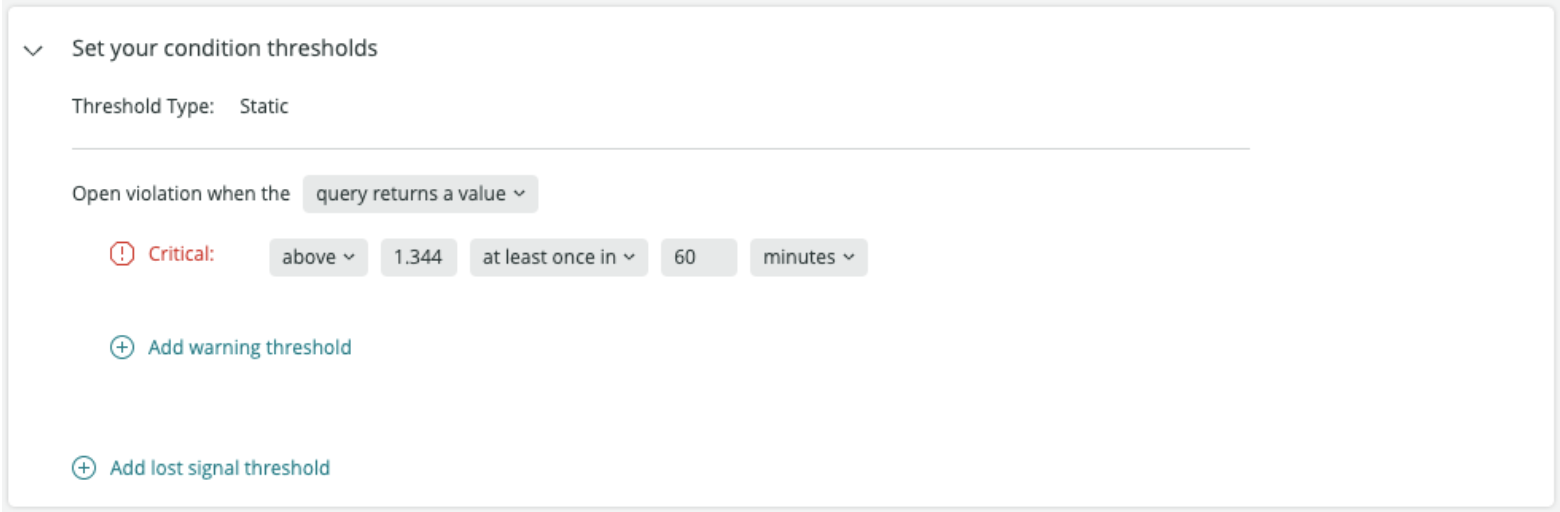 Set your condition thresholds
Threshold Type: Static
Open violation when the query returns a value
Critical: above 1.344 at least once in 60 minutes
Add warning threshold
Add lost signal threshold